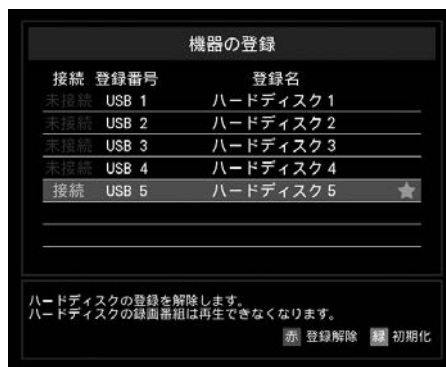 機器の登録
接続 登録番号 登録名
未接続 USB 1 ハードディスク1
未接続 USB 2 ハードディスク2
未接続 USB 3 ハードディスク3
未接続 USB 4 ハードディスク4
接続 USB 5 ハードディスク5 ★
ハードディスクの登録を解除します。
ハードディスクの録画番組は再生できなくなります。
赤 登録解除 緑 初期化